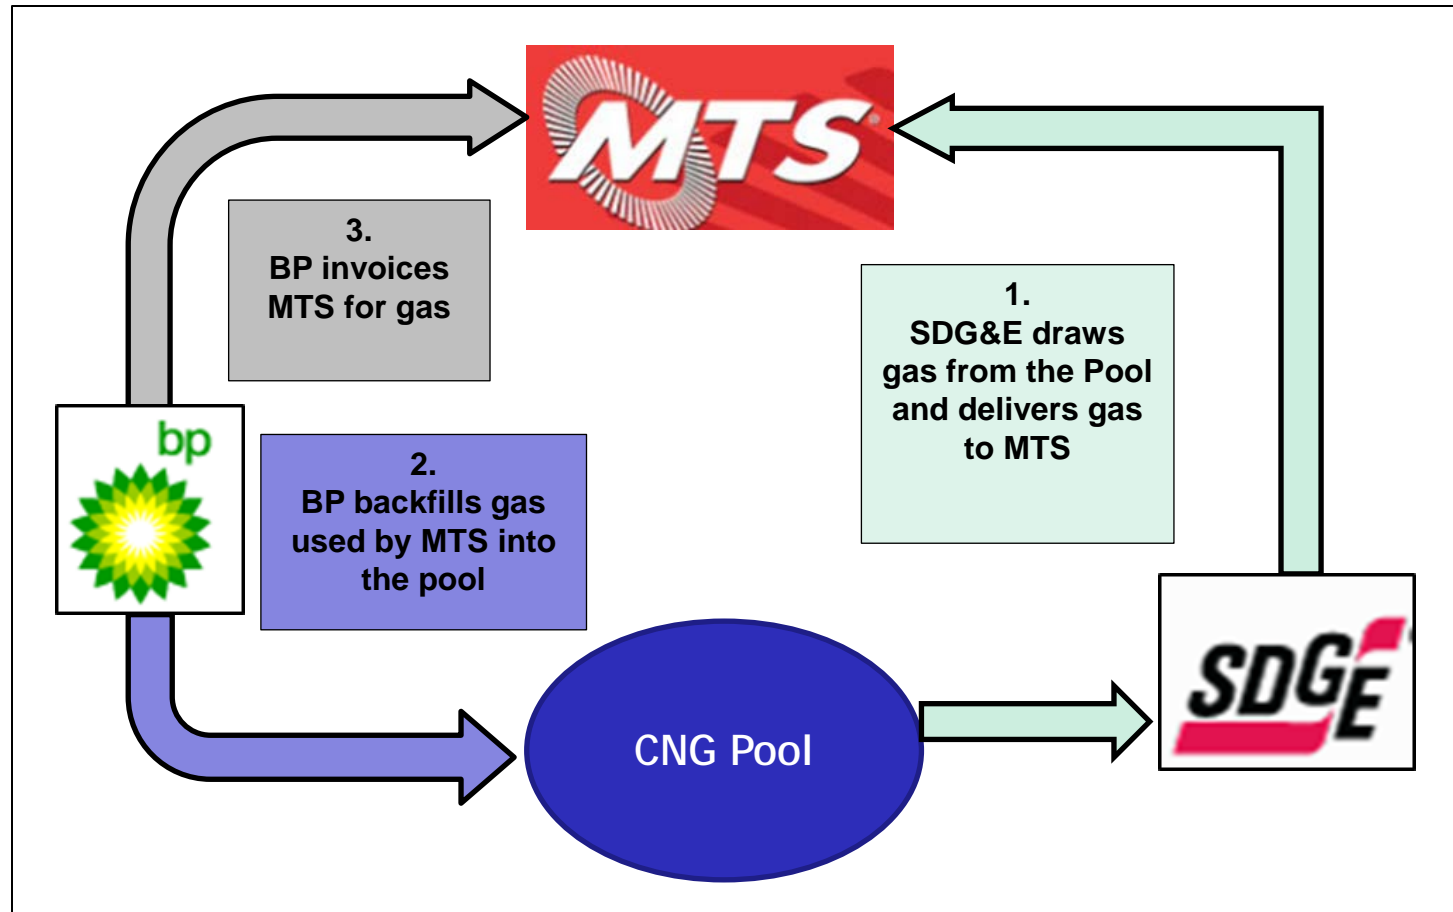 MTS
3.
BP invoices
MTS for gas
1.
SDG&E draws
gas from the Pool
and delivers gas
to MTS
bp
2.
BP backfills gas
used by MTS into
the pool
SDGE
CNG Pool